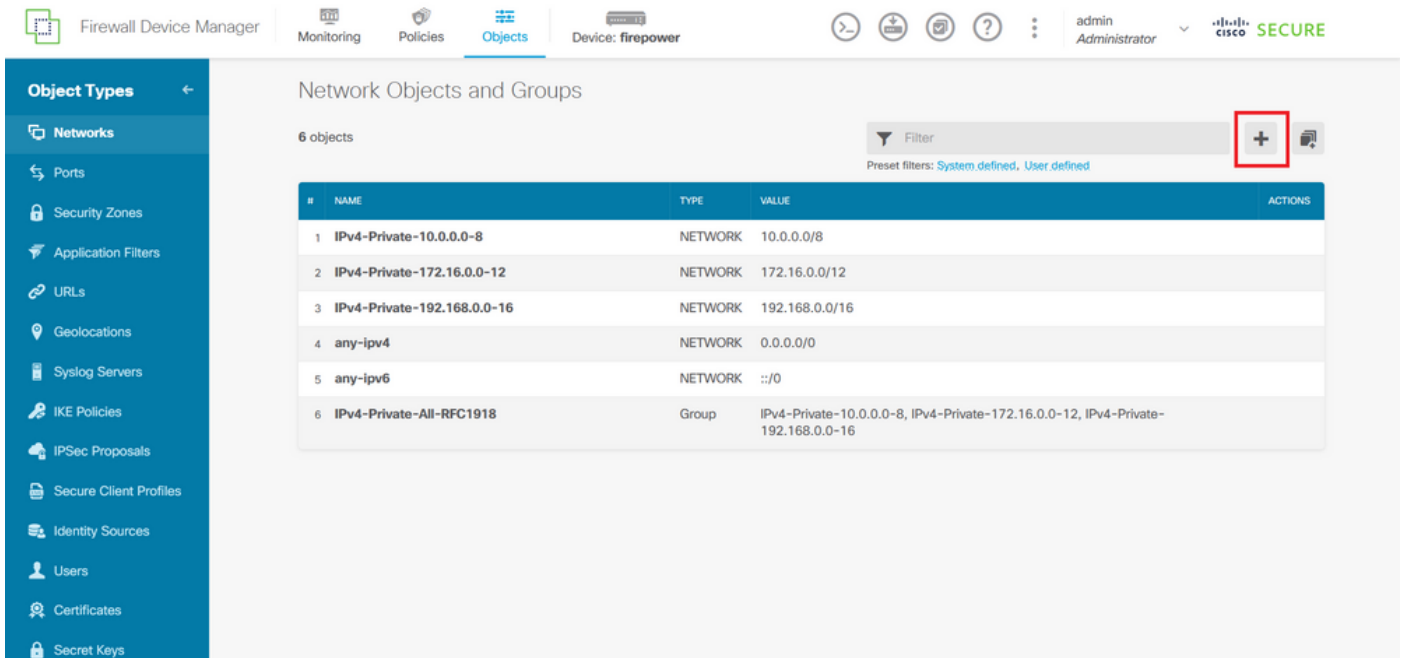 Firewall Device Manager
Monitoring
Policies
Objects
Device: firepower
admin
Administrator
cisco SECURE
Object Types
Networks
Ports
Security Zones
Application Filters
URLs
Geolocations
Syslog Servers
IKE Policies
IPSec Proposals
Secure Client Profiles
Identity Sources
Users
Certificates
Secret Keys
Network Objects and Groups
6 objects
Filter
Preset filters: System defined, User defined
# NAME TYPE VALUE ACTIONS
1 IPv4-Private-10.0.0.0-8 NETWORK 10.0.0.0/8
2 IPv4-Private-172.16.0.0-12 NETWORK 172.16.0.0/12
3 IPv4-Private-192.168.0.0-16 NETWORK 192.168.0.0/16
4 any-ipv4 NETWORK 0.0.0.0/0
5 any-ipv6 NETWORK ::/0
6 IPv4-Private-All-RFC1918 Group IPv4-Private-10.0.0.0-8, IPv4-Private-172.16.0.0-12, IPv4-Private-
192.168.0.0-16